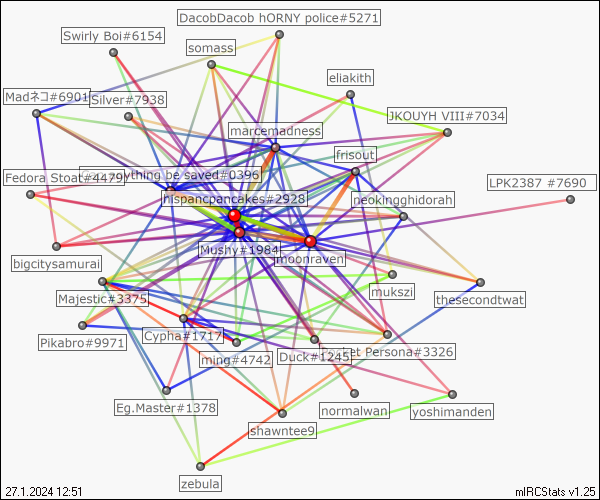 DacobDacob hORNY police#5271
Swirly Boi#6154
somass
eliakith
Madネコ#6901
Silver#7938
JKOUYH VIII#7034
marcemadness
frisout
Fedora Stoat#4479
ything be saved#0396
LPK2387 #7690
hispancpancakes#2928
neokingghidorah
Mushy#1984
moonraven
bigcitysamurai
mukszi
Majestic#3375
thesecondtwat
Cypha#1717
Pikabro#9971
ming#4742
Duck#1245
et Persona#3326
Eg.Master#1378
normalwan
yoshimanden
shawntee9
zebula
27.1.2024 12:51
mIRCStats v1.25